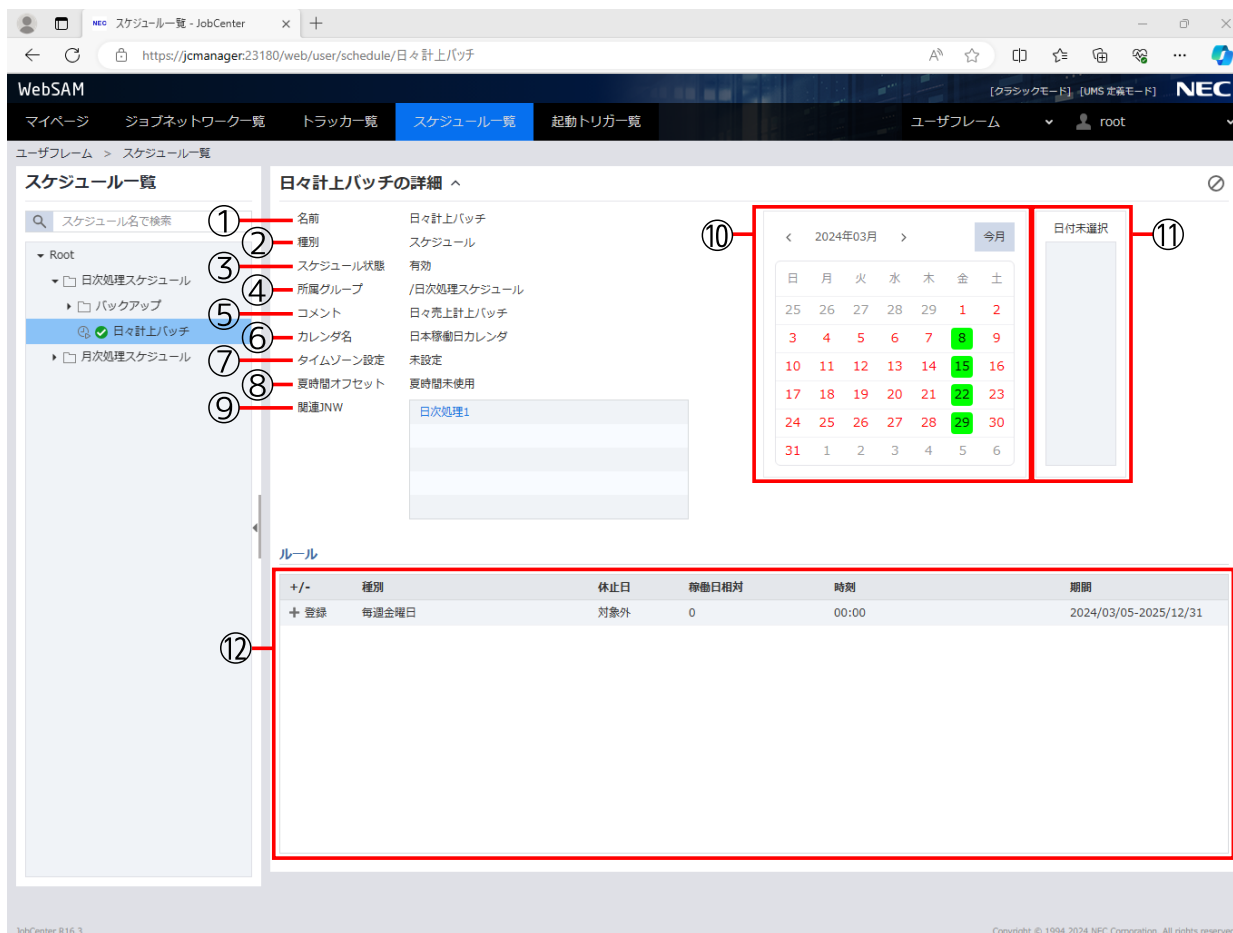 NEC スケジュール一覧 - JobCenter
https://jcmanager:23180/web/user/schedule/日々計上バッチ
WebSAM
[クラシックモード] [UMS 定義モード] NEC
マイページ ジョブネットワーク一覧 トラッカ一覧 スケジュール一覧 起動トリガ一覧 ユーザフレーム root
ユーザフレーム > スケジュール一覧
スケジュール一覧
スケジュール名で検索
Root
日次処理スケジュール
バックアップ
日々計上バッチ
月次処理スケジュール
日々計上バッチの詳細
① 名前 日々計上バッチ
② 種別 スケジュール
③ スケジュール状態 有効
④ 所属グループ /日次処理スケジュール
⑤ コメント 日々売上計上バッチ
⑥ カレンダ名 日本稼働日カレンダ
⑦ タイムゾーン設定 未設定
⑧ 夏時間オフセット 夏時間未使用
⑨ 関連JNW 日次処理1
⑩
< 2024年03月 > 今月
日 月 火 水 木 金 土
25 26 27 28 29 1 2
3 4 5 6 7 8 9
10 11 12 13 14 15 16
17 18 19 20 21 22 23
24 25 26 27 28 29 30
31 1 2 3 4 5 6
日付未選択 ⑪
ルール
⑫
+/- 種別 休止日 稼働日相対 時刻 期間
+ 登録 毎週金曜日 対象外 0 00:00 2024/03/05-2025/12/31
JobCenter R16.3
Copyright © 1994-2024 NEC Corporation. All rights reserved